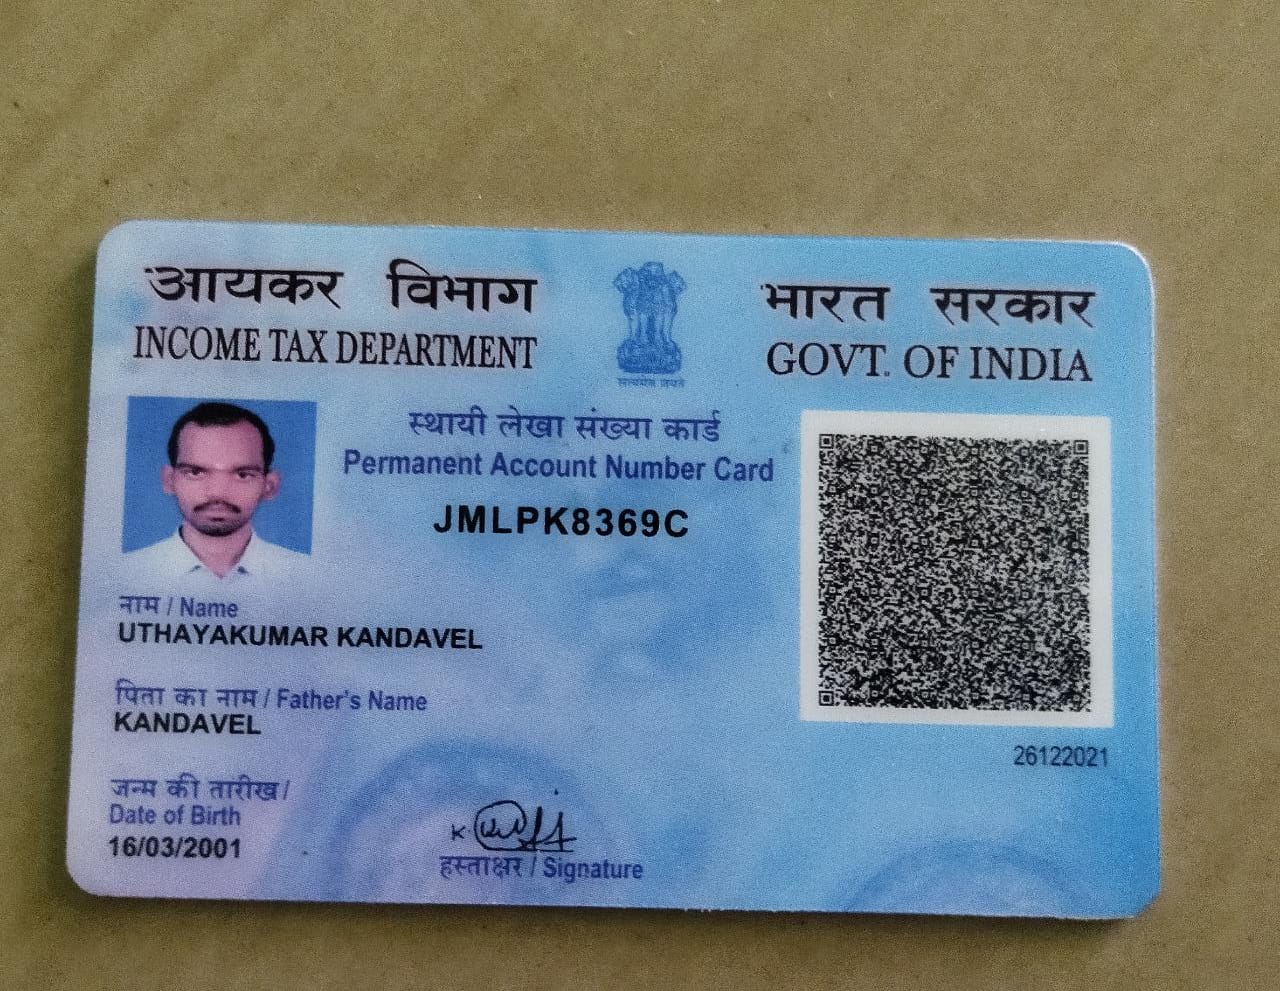 आयकर विभाग
INCOME TAX DEPARTMENT
सत्यमेव जयते
भारत सरकार
GOVT. OF INDIA
स्थायी लेखा संख्या कार्ड
Permanent Account Number Card
JMLPK8369C
नाम / Name
UTHAYAKUMAR KANDAVEL
पिता का नाम / Father's Name
KANDAVEL
26122021
जन्म की तारीख /
Date of Birth
16/03/2001
हस्ताक्षर / Signature